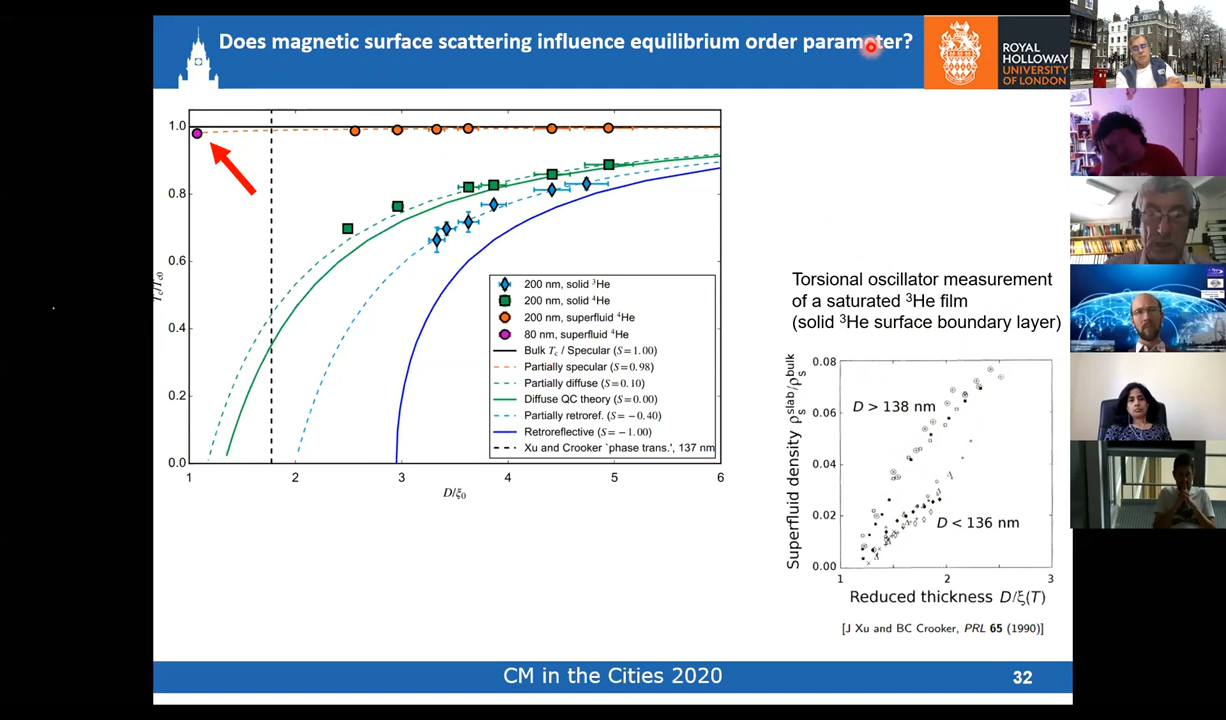 Does magnetic surface scattering influence equilibrium order parameter?
ROYAL
HOLLOWAY
UNIVERSITY
OF LONDON
1.0
0.8
0.6
0.4
0.2
0.0
T_c/T_c0
1 2 3 4 5 6
D/ξ₀
200 nm, solid ³He
200 nm, solid ⁴He
200 nm, superfluid ⁴He
80 nm, superfluid ⁴He
Bulk T_c / Specular (S=1.00)
Partially specular (S=0.98)
Partially diffuse (S=0.10)
Diffuse QC theory (S=0.00)
Partially retroref. (S=−0.40)
Retroreflective (S=−1.00)
Xu and Crooker `phase trans.', 137 nm
Torsional oscillator measurement
of a saturated ³He film
(solid ³He surface boundary layer)
Superfluid density ρ_s^slab/ρ_s^bulk
0.08
0.06
0.04
0.02
0.00
D > 138 nm
D < 136 nm
1 2 3
Reduced thickness D/ξ(T)
[J Xu and BC Crooker, PRL 65 (1990)]
CM in the Cities 2020
32